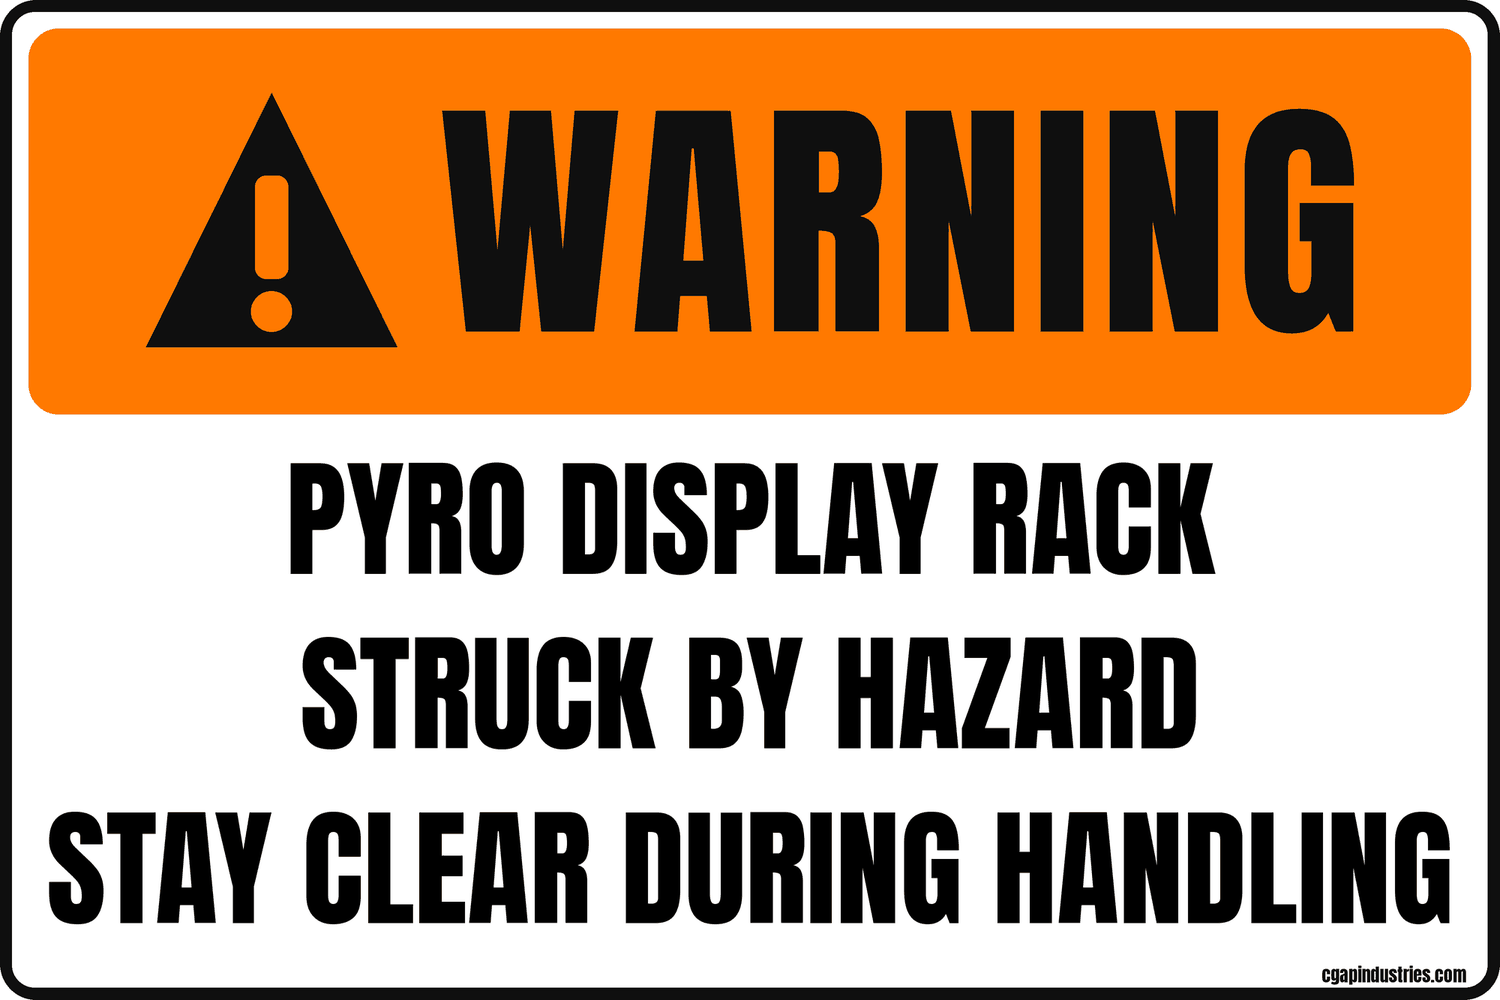 WARNING
PYRO DISPLAY RACK
STRUCK BY HAZARD
STAY CLEAR DURING HANDLING
cgapindustries.com